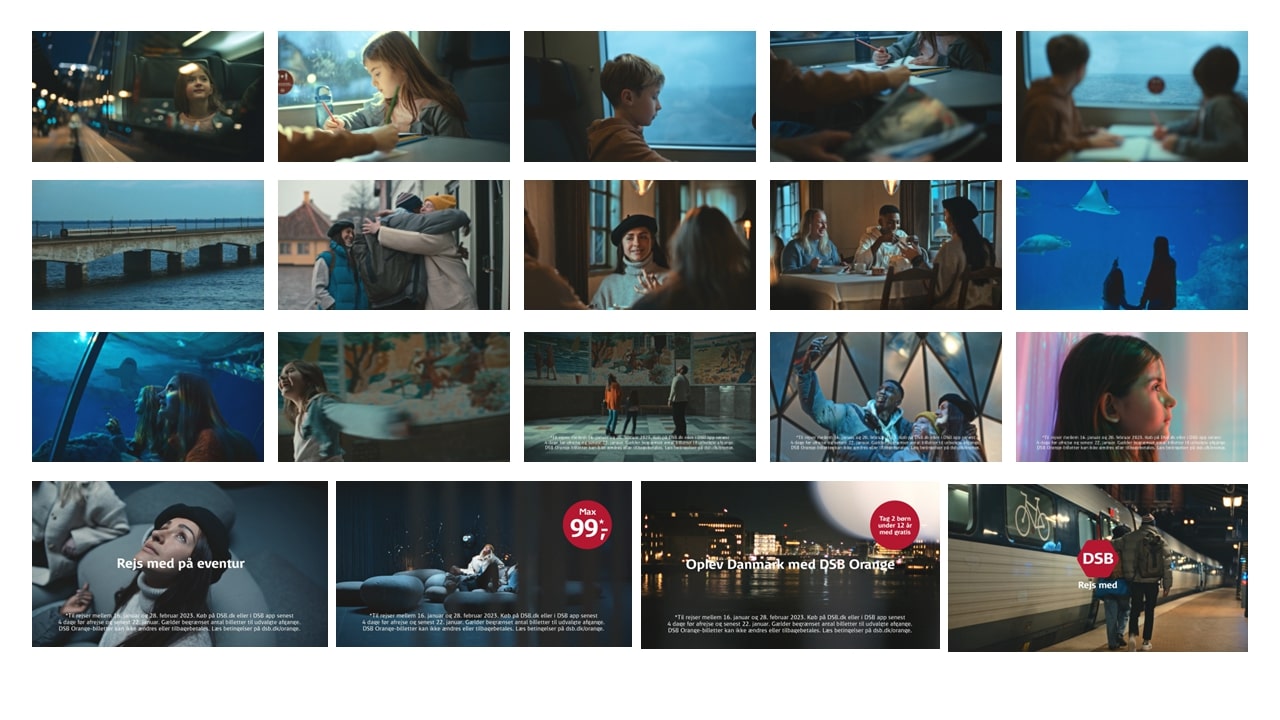 *Til rejser mellem 16. januar og 28. februar 2023. Køb på DSB.dk eller i DSB app senest
4 dage før afrejse og senest 22. januar. Gælder begrænset antal billetter til udvalgte afgange.
DSB Orange-billetter kan ikke ændres eller tilbagebetales. Læs betingelser på dsb.dk/orange.
*Til rejser mellem 16. januar og 28. februar 2023. Køb på DSB.dk eller i DSB app senest
4 dage før afrejse og senest 22. januar. Gælder begrænset antal billetter til udvalgte afgange.
DSB Orange-billetter kan ikke ændres eller tilbagebetales. Læs betingelser på dsb.dk/orange.
*Til rejser mellem 16. januar og 28. februar 2023. Køb på DSB.dk eller i DSB app senest
4 dage før afrejse og senest 22. januar. Gælder begrænset antal billetter til udvalgte afgange.
DSB Orange-billetter kan ikke ændres eller tilbagebetales. Læs betingelser på dsb.dk/orange.
Rejs med på eventur
*Til rejser mellem 16. januar og 28. februar 2023. Køb på DSB.dk eller i DSB app senest
4 dage før afrejse og senest 22. januar. Gælder begrænset antal billetter til udvalgte afgange.
DSB Orange-billetter kan ikke ændres eller tilbagebetales. Læs betingelser på dsb.dk/orange.
Max
99,-*
*Til rejser mellem 16. januar og 28. februar 2023. Køb på DSB.dk eller i DSB app senest
4 dage før afrejse og senest 22. januar. Gælder begrænset antal billetter til udvalgte afgange.
DSB Orange-billetter kan ikke ændres eller tilbagebetales. Læs betingelser på dsb.dk/orange.
Tag 2 børn
under 12 år
med gratis
Oplev Danmark med DSB Orange
*Til rejser mellem 16. januar og 28. februar 2023. Køb på DSB.dk eller i DSB app senest
4 dage før afrejse og senest 22. januar. Gælder begrænset antal billetter til udvalgte afgange.
DSB Orange-billetter kan ikke ændres eller tilbagebetales. Læs betingelser på dsb.dk/orange.
DSB
Rejs med